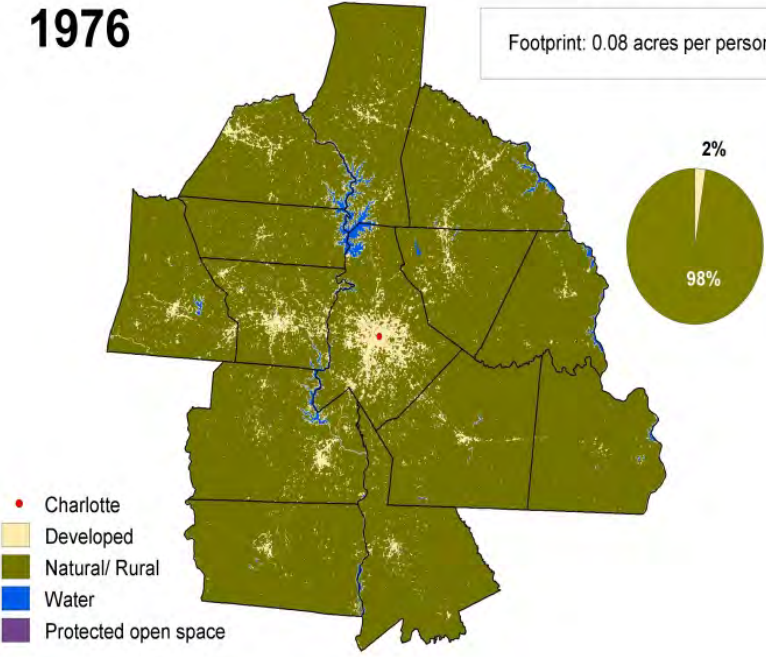 1976
Footprint: 0.08 acres per person
2%
98%
Charlotte
Developed
Natural/ Rural
Water
Protected open space